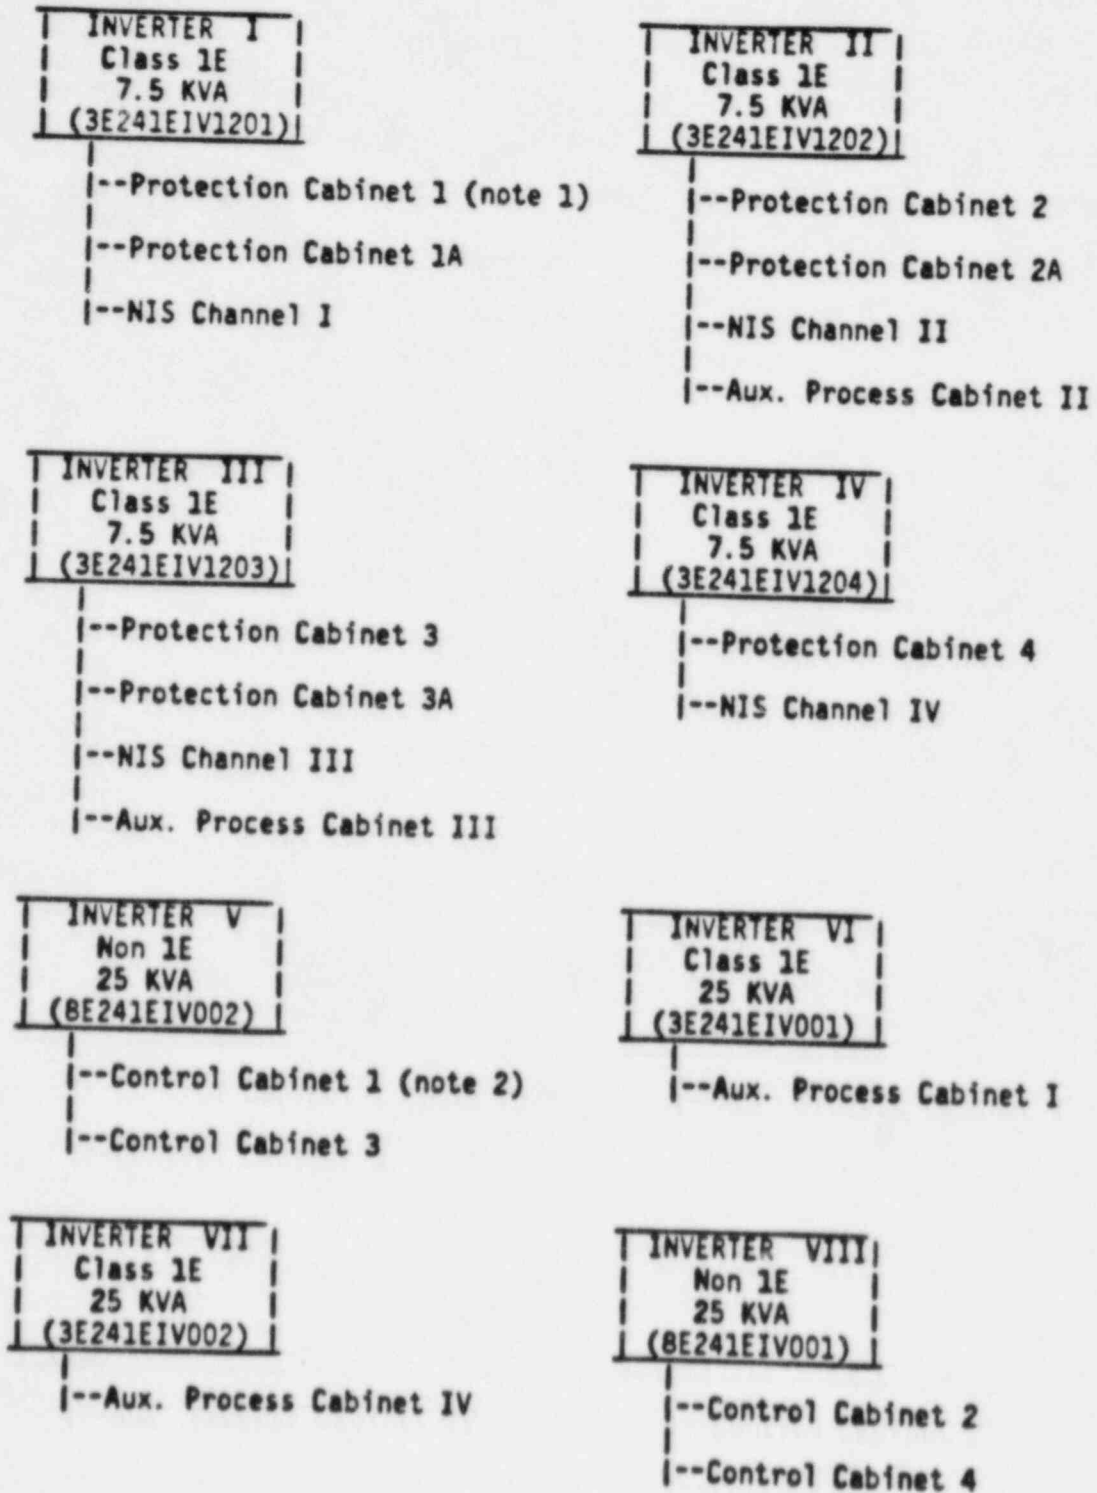 INVERTER I
Class 1E
7.5 KVA
(3E241EIV1201)
|--Protection Cabinet 1 (note 1)
|--Protection Cabinet 1A
|--NIS Channel I
INVERTER II
Class 1E
7.5 KVA
(3E241EIV1202)
|--Protection Cabinet 2
|--Protection Cabinet 2A
|--NIS Channel II
|--Aux. Process Cabinet II
INVERTER III
Class 1E
7.5 KVA
(3E241EIV1203)
|--Protection Cabinet 3
|--Protection Cabinet 3A
|--NIS Channel III
|--Aux. Process Cabinet III
INVERTER IV
Class 1E
7.5 KVA
(3E241EIV1204)
|--Protection Cabinet 4
|--NIS Channel IV
INVERTER V
Non 1E
25 KVA
(8E241EIV002)
|--Control Cabinet 1 (note 2)
|--Control Cabinet 3
INVERTER VI
Class 1E
25 KVA
(3E241EIV001)
|--Aux. Process Cabinet I
INVERTER VII
Class 1E
25 KVA
(3E241EIV002)
|--Aux. Process Cabinet IV
INVERTER VIII
Non 1E
25 KVA
(8E241EIV001)
|--Control Cabinet 2
|--Control Cabinet 4